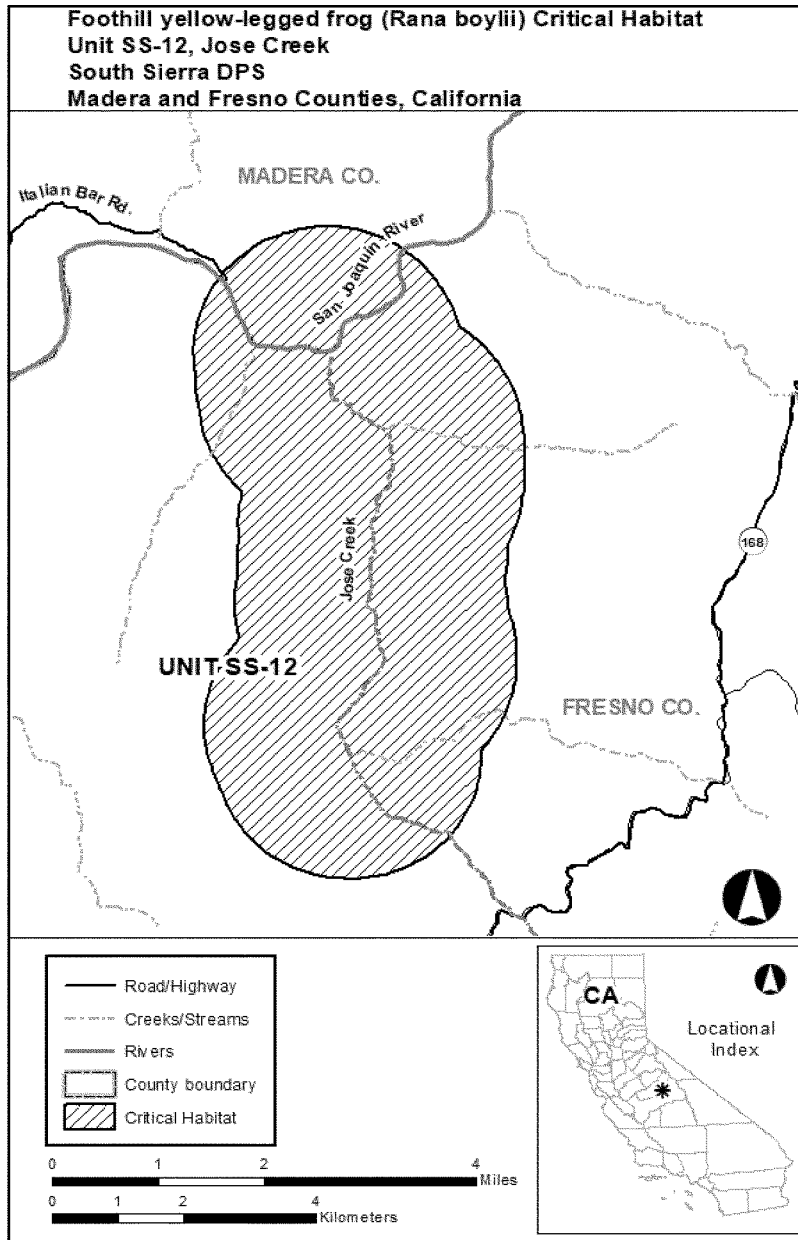 Foothill yellow-legged frog (Rana boylii) Critical Habitat
Unit SS-12, Jose Creek
South Sierra DPS
Madera and Fresno Counties, California
MADERA CO.
Italian Bar Rd.
San Joaquin River
168
Jose Creek
UNIT SS-12
FRESNO CO.
Road/Highway
Creeks/Streams
Rivers
County boundary
Critical Habitat
0 1 2 4
Miles
0 1 2 4
Kilometers
CA
Locational
Index